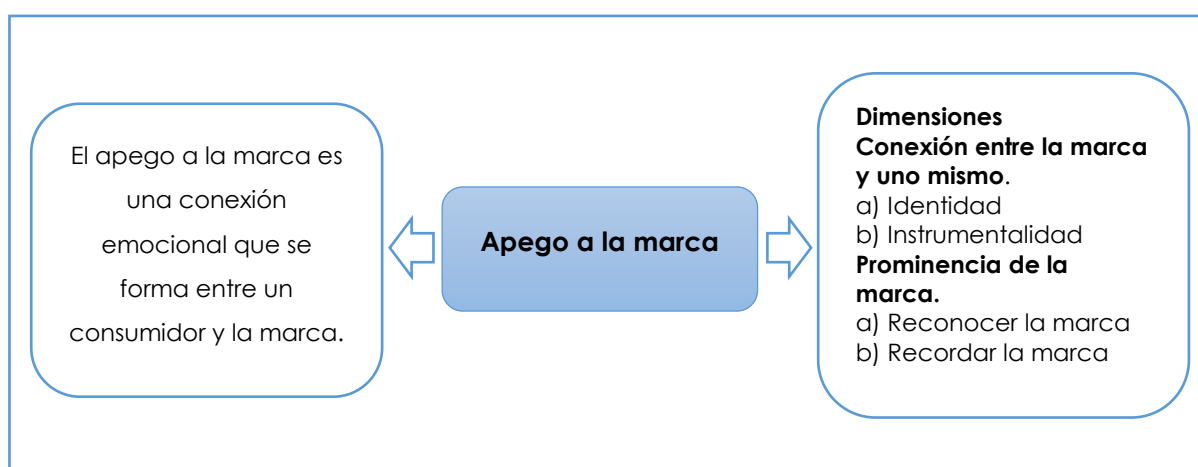 El apego a la marca es
una conexión
emocional que se
forma entre un
consumidor y la marca.
Apego a la marca
Dimensiones
Conexión entre la marca
y uno mismo.
a) Identidad
b) Instrumentalidad
Prominencia de la
marca.
a) Reconocer la marca
b) Recordar la marca